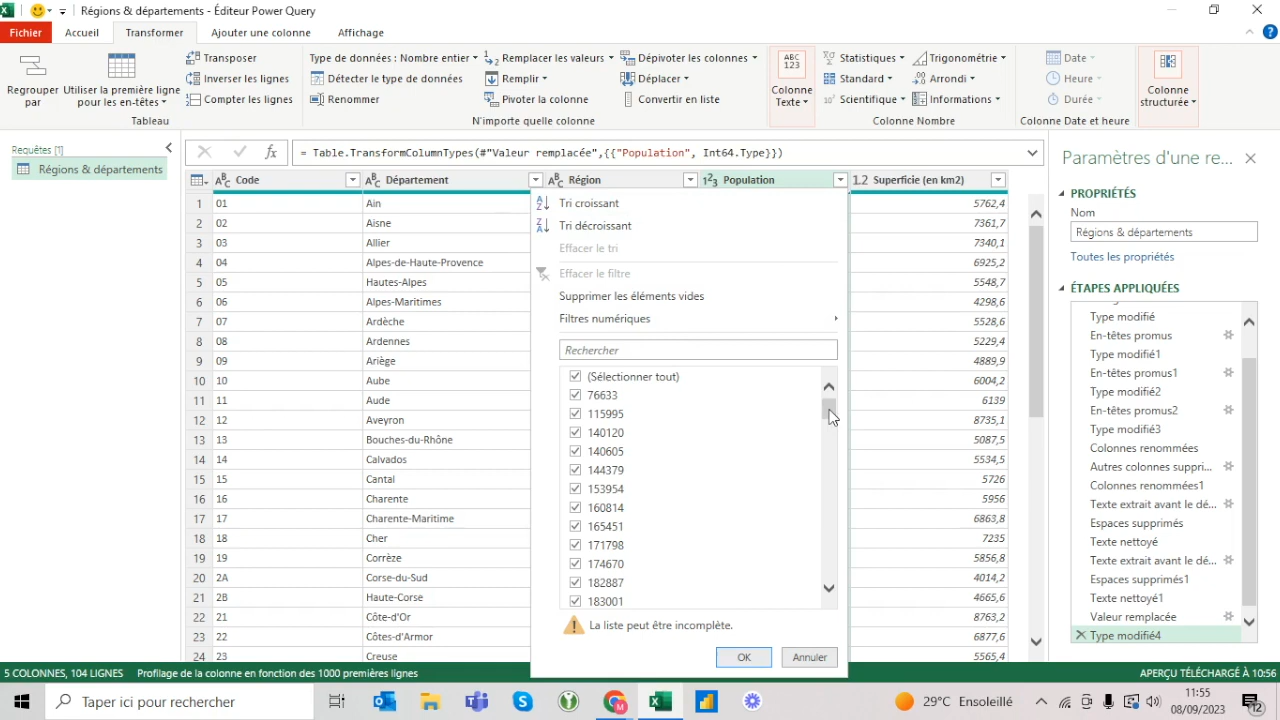 Régions & départements - Éditeur Power Query
Fichier Accueil Transformer Ajouter une colonne Affichage
Regrouper par
Utiliser la première ligne pour les en-têtes
Transposer
Inverser les lignes
Compter les lignes
Tableau
Type de données : Nombre entier
Détecter le type de données
Renommer
Remplacer les valeurs
Remplir
Pivoter la colonne
Dépivoter les colonnes
Déplacer
Convertir en liste
N'importe quelle colonne
ABC
123
Colonne Texte
Statistiques
Standard
Scientifique
Trigonométrie
Arrondi
Informations
Colonne Nombre
Date
Heure
Durée
Colonne Date et heure
Colonne structurée
Requêtes [1]
Régions & départements
fx = Table.TransformColumnTypes(#"Valeur remplacée",{{"Population", Int64.Type}})
Code Département Région 123 Population 1.2 Superficie (en km2)
1 01 Ain 5762,4
2 02 Aisne 7361,7
3 03 Allier 7340,1
4 04 Alpes-de-Haute-Provence 6925,2
5 05 Hautes-Alpes 5548,7
6 06 Alpes-Maritimes 4298,6
7 07 Ardèche 5528,6
8 08 Ardennes 5229,4
9 09 Ariège 4889,9
10 10 Aube 6004,2
11 11 Aude 6139
12 12 Aveyron 8735,1
13 13 Bouches-du-Rhône 5087,5
14 14 Calvados 5534,5
15 15 Cantal 5726
16 16 Charente 5956
17 17 Charente-Maritime 6863,8
18 18 Cher 7235
19 19 Corrèze 5856,8
20 2A Corse-du-Sud 4014,2
21 2B Haute-Corse 4665,6
22 21 Côte-d'Or 8763,2
23 22 Côtes-d'Armor 6877,6
24 23 Creuse 5565,4
Tri croissant
Tri décroissant
Effacer le tri
Effacer le filtre
Supprimer les éléments vides
Filtres numériques
Rechercher
(Sélectionner tout)
76633
115995
140120
140605
144379
153954
160814
165451
171798
174670
182887
183001
La liste peut être incomplète.
OK Annuler
Paramètres d'une re...
PROPRIÉTÉS
Nom
Régions & départements
Toutes les propriétés
ÉTAPES APPLIQUÉES
Type modifié
En-têtes promus
Type modifié1
En-têtes promus1
Type modifié2
En-têtes promus2
Type modifié3
Colonnes renommées
Autres colonnes suppri...
Colonnes renommées1
Texte extrait avant le dé...
Espaces supprimés
Texte nettoyé
Texte extrait avant le dé...
Espaces supprimés1
Texte nettoyé1
Valeur remplacée
Type modifié4
5 COLONNES, 104 LIGNES Profilage de la colonne en fonction des 1000 premières lignes APERÇU TÉLÉCHARGÉ À 10:56
Taper ici pour rechercher
29°C Ensoleillé
11:55
08/09/2023